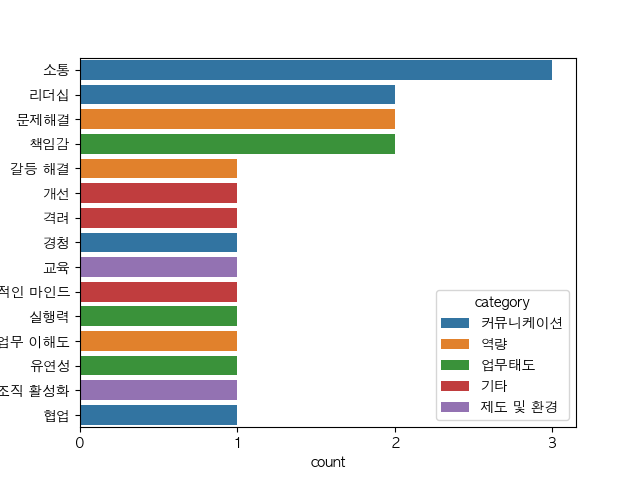 소통
리더십
문제해결
책임감
갈등 해결
개선
격려
경청
교육
적인 마인드
실행력
업무 이해도
유연성
조직 활성화
협업
0 1 2 3
count
category
커뮤니케이션
역량
업무태도
기타
제도 및 환경